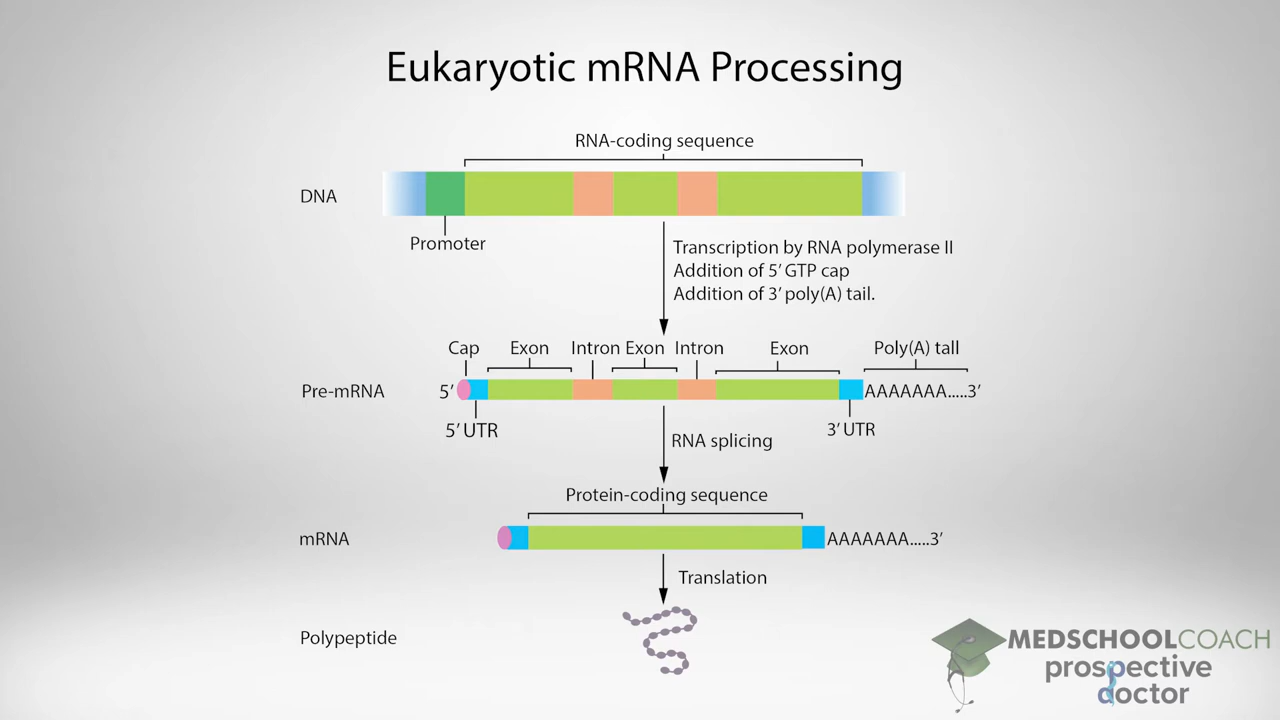 Eukaryotic mRNA Processing
RNA-coding sequence
DNA
Promoter
Transcription by RNA polymerase II
Addition of 5’ GTP cap
Addition of 3’ poly(A) tail.
Cap Exon Intron Exon Intron Exon Poly(A) tall
Pre-mRNA 5’ AAAAAAA.....3’
5’ UTR 3’ UTR
RNA splicing
Protein-coding sequence
mRNA AAAAAAA.....3’
Translation
Polypeptide
MEDSCHOOLCOACH
prospective
doctor